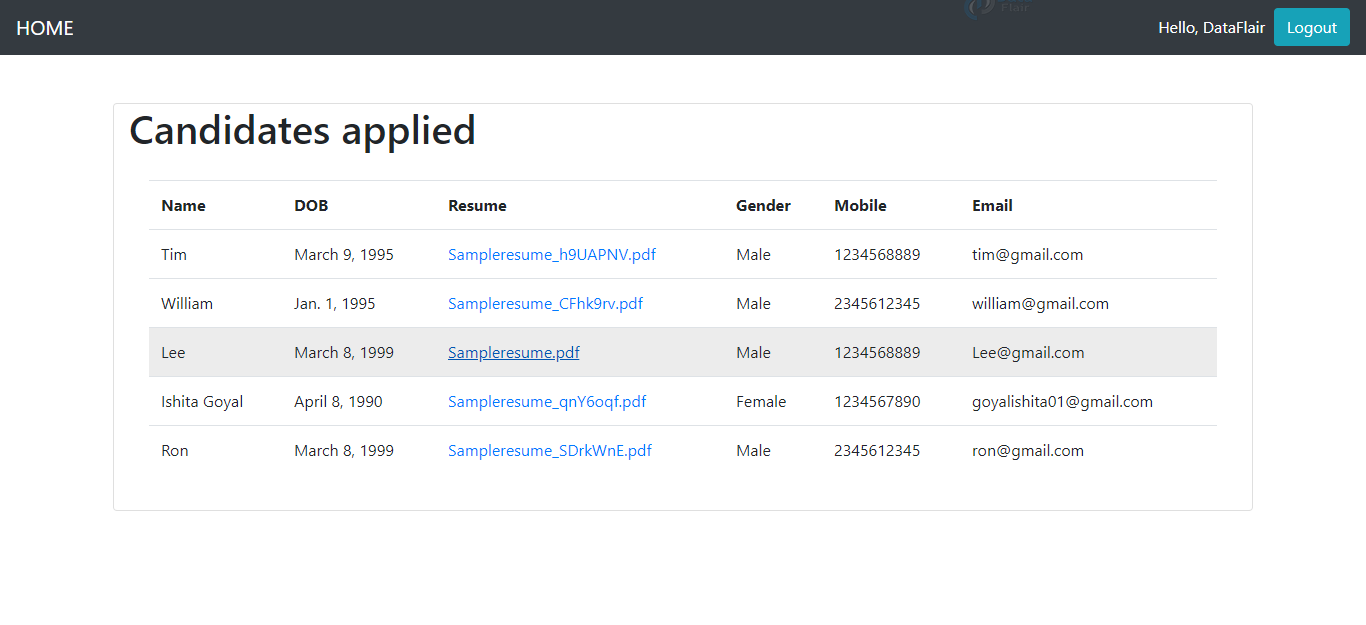 HOME
Flair
Hello, DataFlair Logout
Candidates applied
Name DOB Resume Gender Mobile Email
Tim March 9, 1995 Sampleresume_h9UAPNV.pdf Male 1234568889 tim@gmail.com
William Jan. 1, 1995 Sampleresume_CFhk9rv.pdf Male 2345612345 william@gmail.com
Lee March 8, 1999 Sampleresume.pdf Male 1234568889 Lee@gmail.com
Ishita Goyal April 8, 1990 Sampleresume_qnY6oqf.pdf Female 1234567890 goyalishita01@gmail.com
Ron March 8, 1999 Sampleresume_SDrkWnE.pdf Male 2345612345 ron@gmail.com